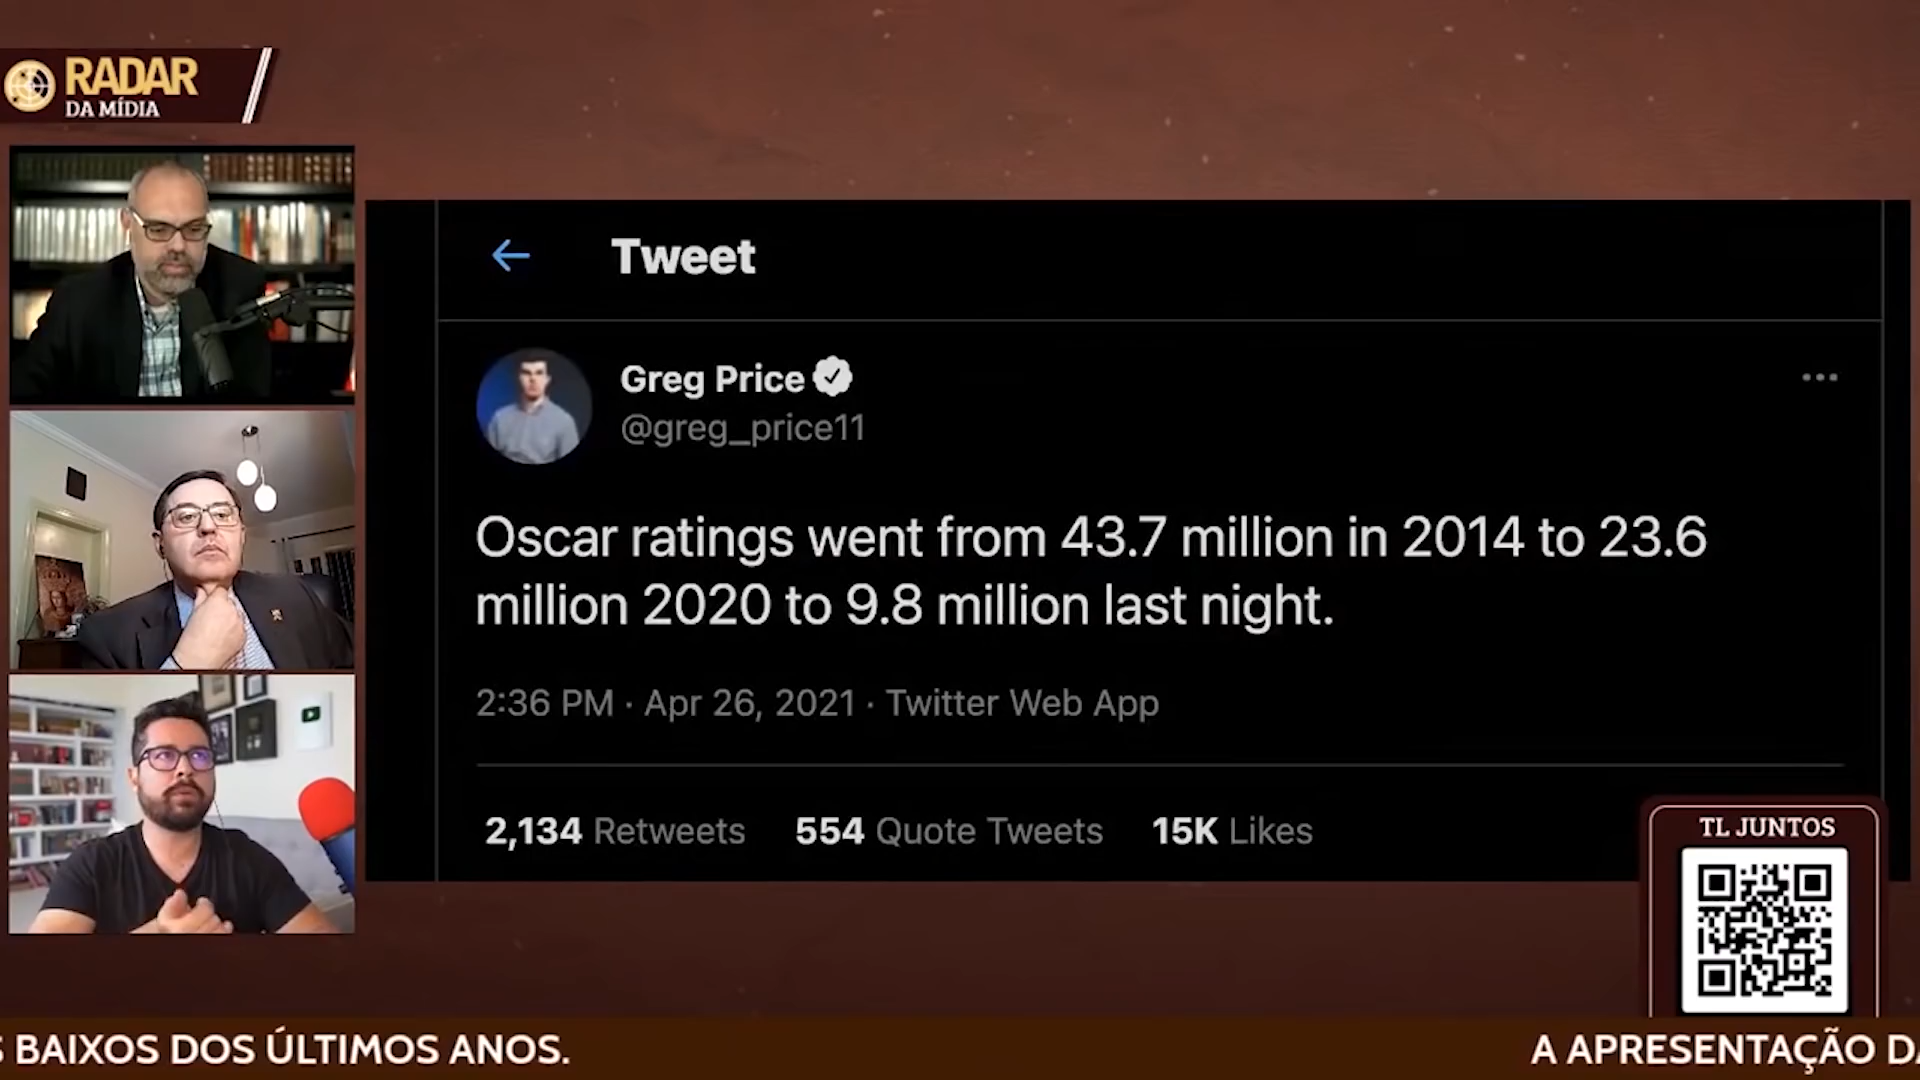 RADAR
DA MÍDIA
Tweet
Greg Price
@greg_price11
Oscar ratings went from 43.7 million in 2014 to 23.6
million 2020 to 9.8 million last night.
2:36 PM · Apr 26, 2021 · Twitter Web App
2,134 Retweets 554 Quote Tweets 15K Likes
TL JUNTOS
BAIXOS DOS ÚLTIMOS ANOS.
A APRESENTAÇÃO